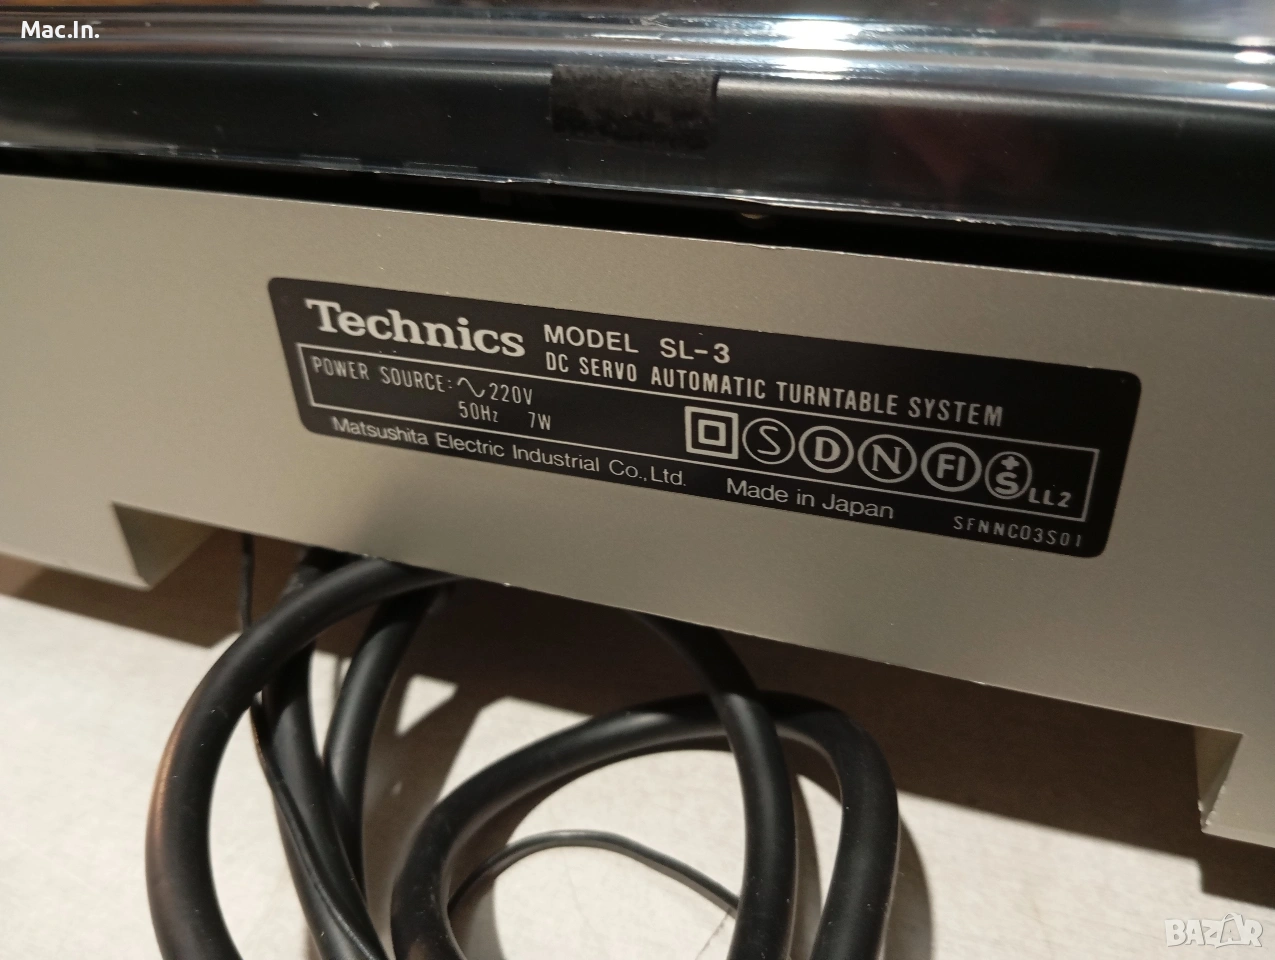 Mac.In.
Technics MODEL SL-3
DC SERVO AUTOMATIC TURNTABLE SYSTEM
POWER SOURCE: 220V
50Hz 7W
S D N FI +S LL2
Matsushita Electric Industrial Co., Ltd. Made in Japan
SFNNC03S01
BAZAR